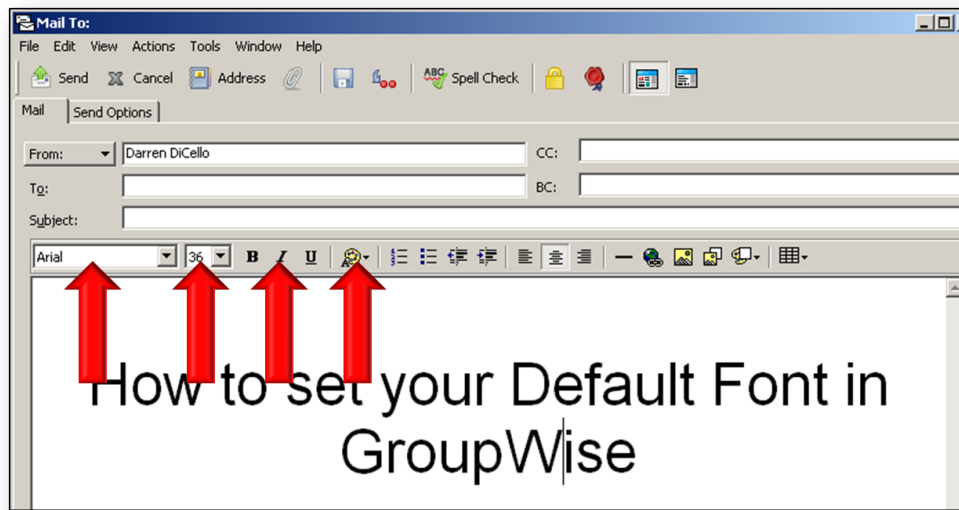 Mail To:
File Edit View Actions Tools Window Help
Send Cancel Address ABC Spell Check
Mail Send Options
From: Darren DiCello CC:
To: BC:
Subject:
Arial 36 B I U
How to set your Default Font in
GroupWise